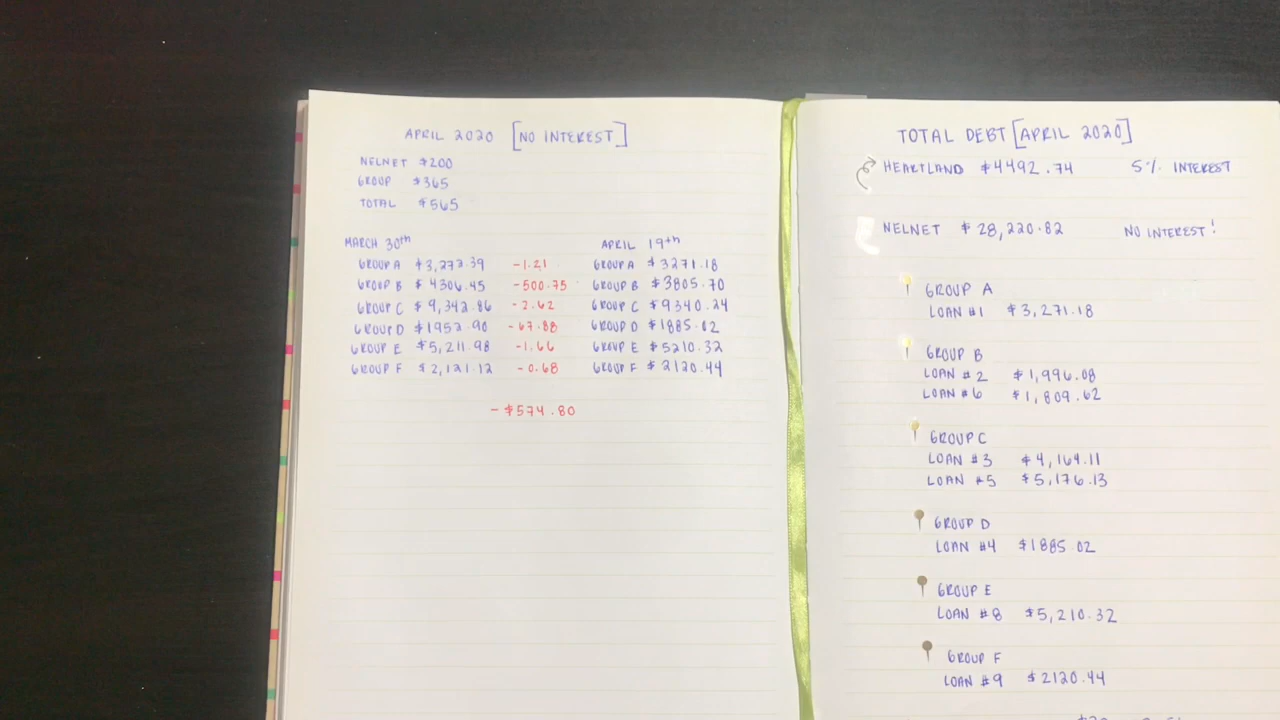 APRIL 2020 [NO INTEREST]
NELNET $200
GROUP $365
TOTAL $565
MARCH 30th APRIL 19th
GROUP A $3,272.39 -1.21 GROUP A $3271.18
GROUP B $4306.45 -500.75 GROUP B $3805.70
GROUP C $9,342.86 -2.62 GROUP C $9340.24
GROUP D $1952.90 -67.88 GROUP D $1885.02
GROUP E $5,211.98 -1.66 GROUP E $5210.32
GROUP F $2,121.12 -0.68 GROUP F $2120.44
- $574.80
TOTAL DEBT [APRIL 2020]
HEARTLAND $4492.74 5% INTEREST
NELNET $28,220.82 NO INTEREST!
GROUP A
LOAN #1 $3,271.18
GROUP B
LOAN #2 $1,996.08
LOAN #6 $1,809.62
GROUP C
LOAN #3 $4,164.11
LOAN #5 $5,176.13
GROUP D
LOAN #4 $1885.02
GROUP E
LOAN #8 $5,210.32
GROUP F
LOAN #9 $2120.44